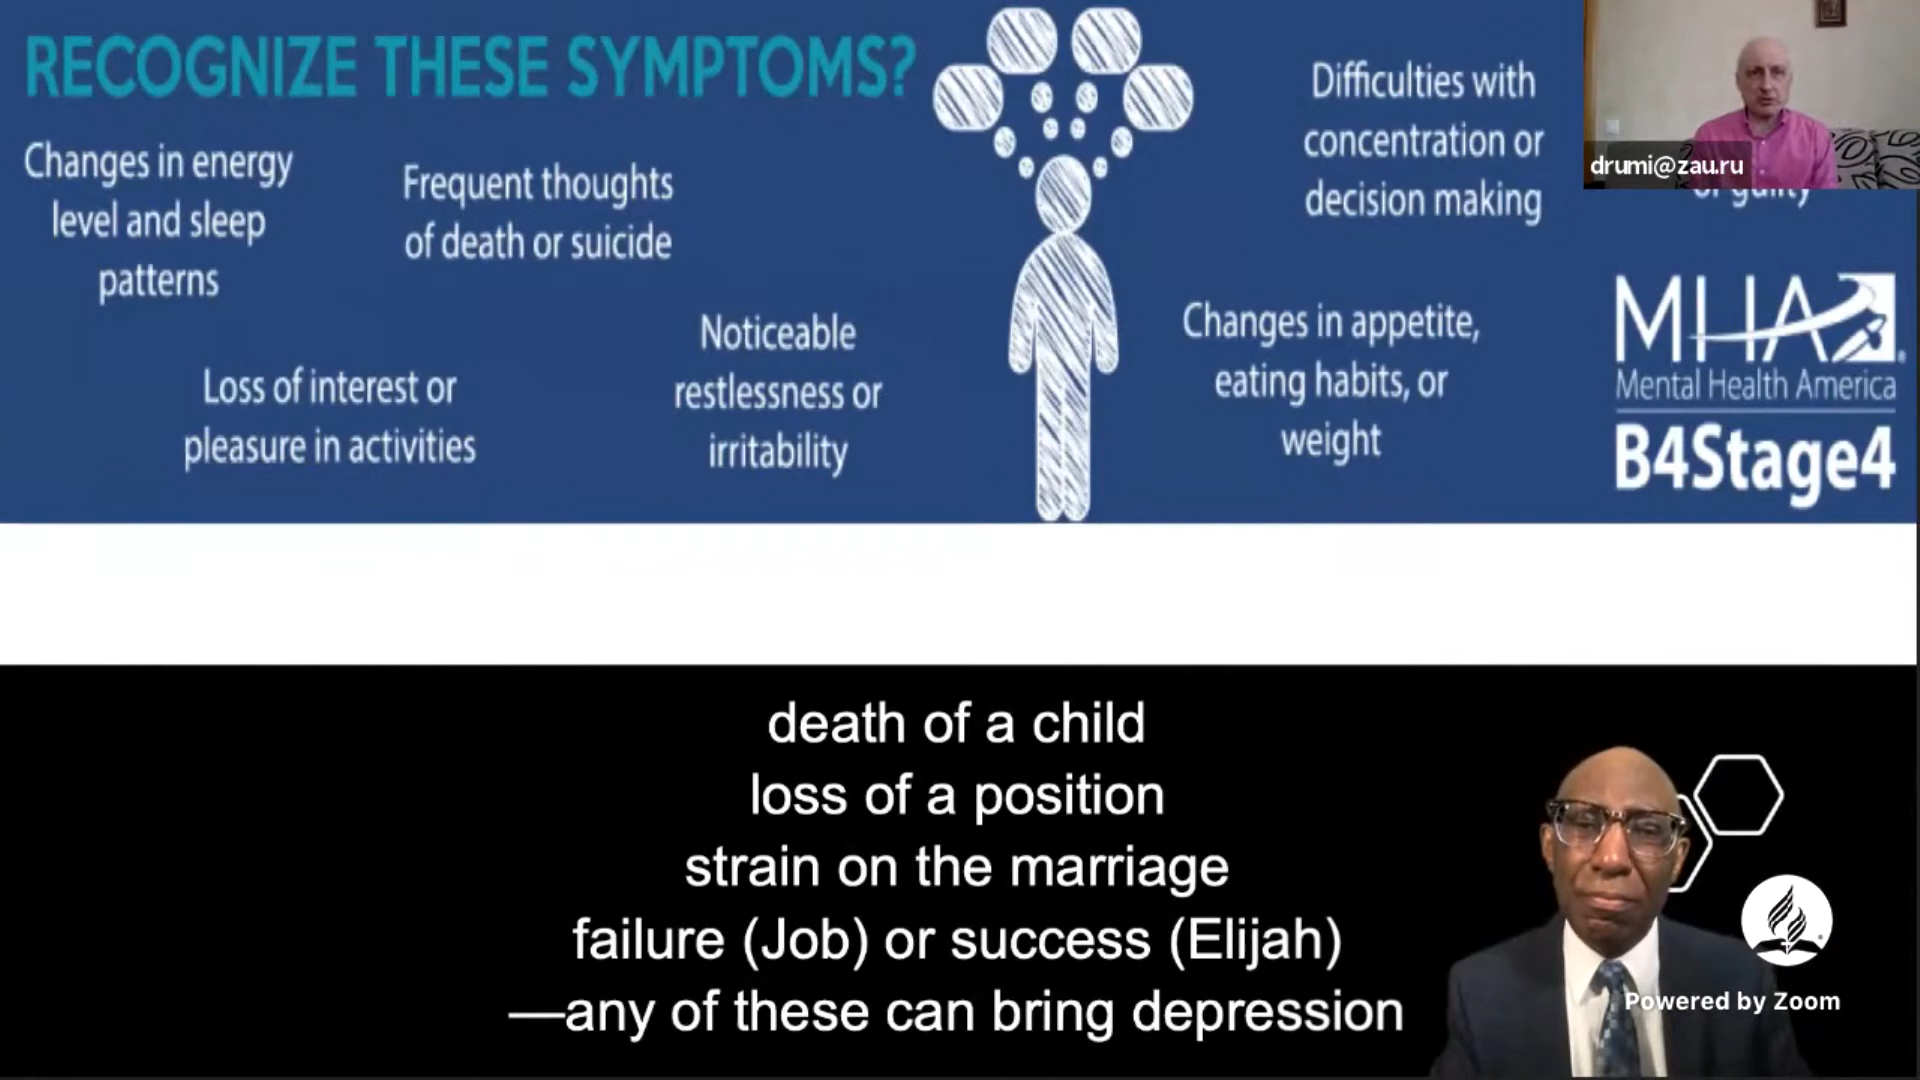 RECOGNIZE THESE SYMPTOMS?
Changes in energy
level and sleep
patterns
Frequent thoughts
of death or suicide
Loss of interest or
pleasure in activities
Noticeable
restlessness or
irritability
Difficulties with
concentration or
decision making
Changes in appetite,
eating habits, or
weight
drumi@zau.ru
or guilty
MHA®
Mental Health America
B4Stage4
death of a child
loss of a position
strain on the marriage
failure (Job) or success (Elijah)
—any of these can bring depression
Powered by Zoom